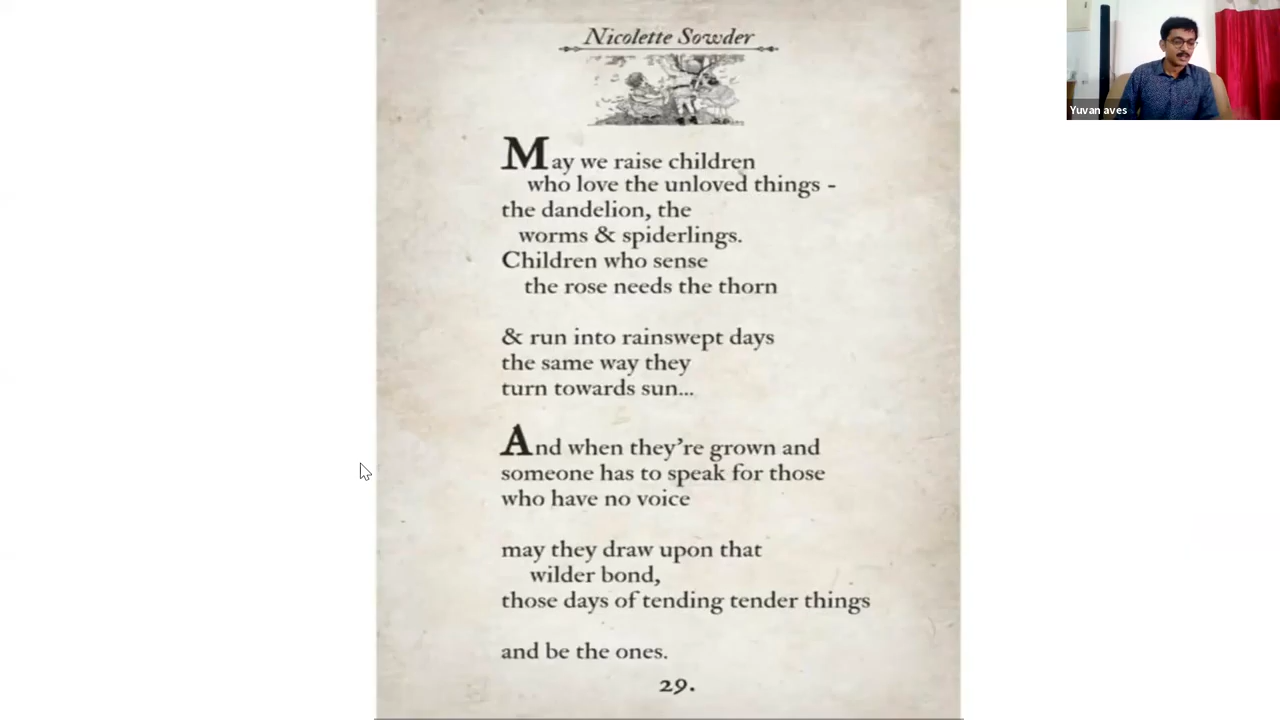 Nicolette Sowder
May we raise children
who love the unloved things -
the dandelion, the
worms & spiderlings.
Children who sense
the rose needs the thorn
& run into rainswept days
the same way they
turn towards sun...
And when they're grown and
someone has to speak for those
who have no voice
may they draw upon that
wilder bond,
those days of tending tender things
and be the ones.
29.
Yuvan aves